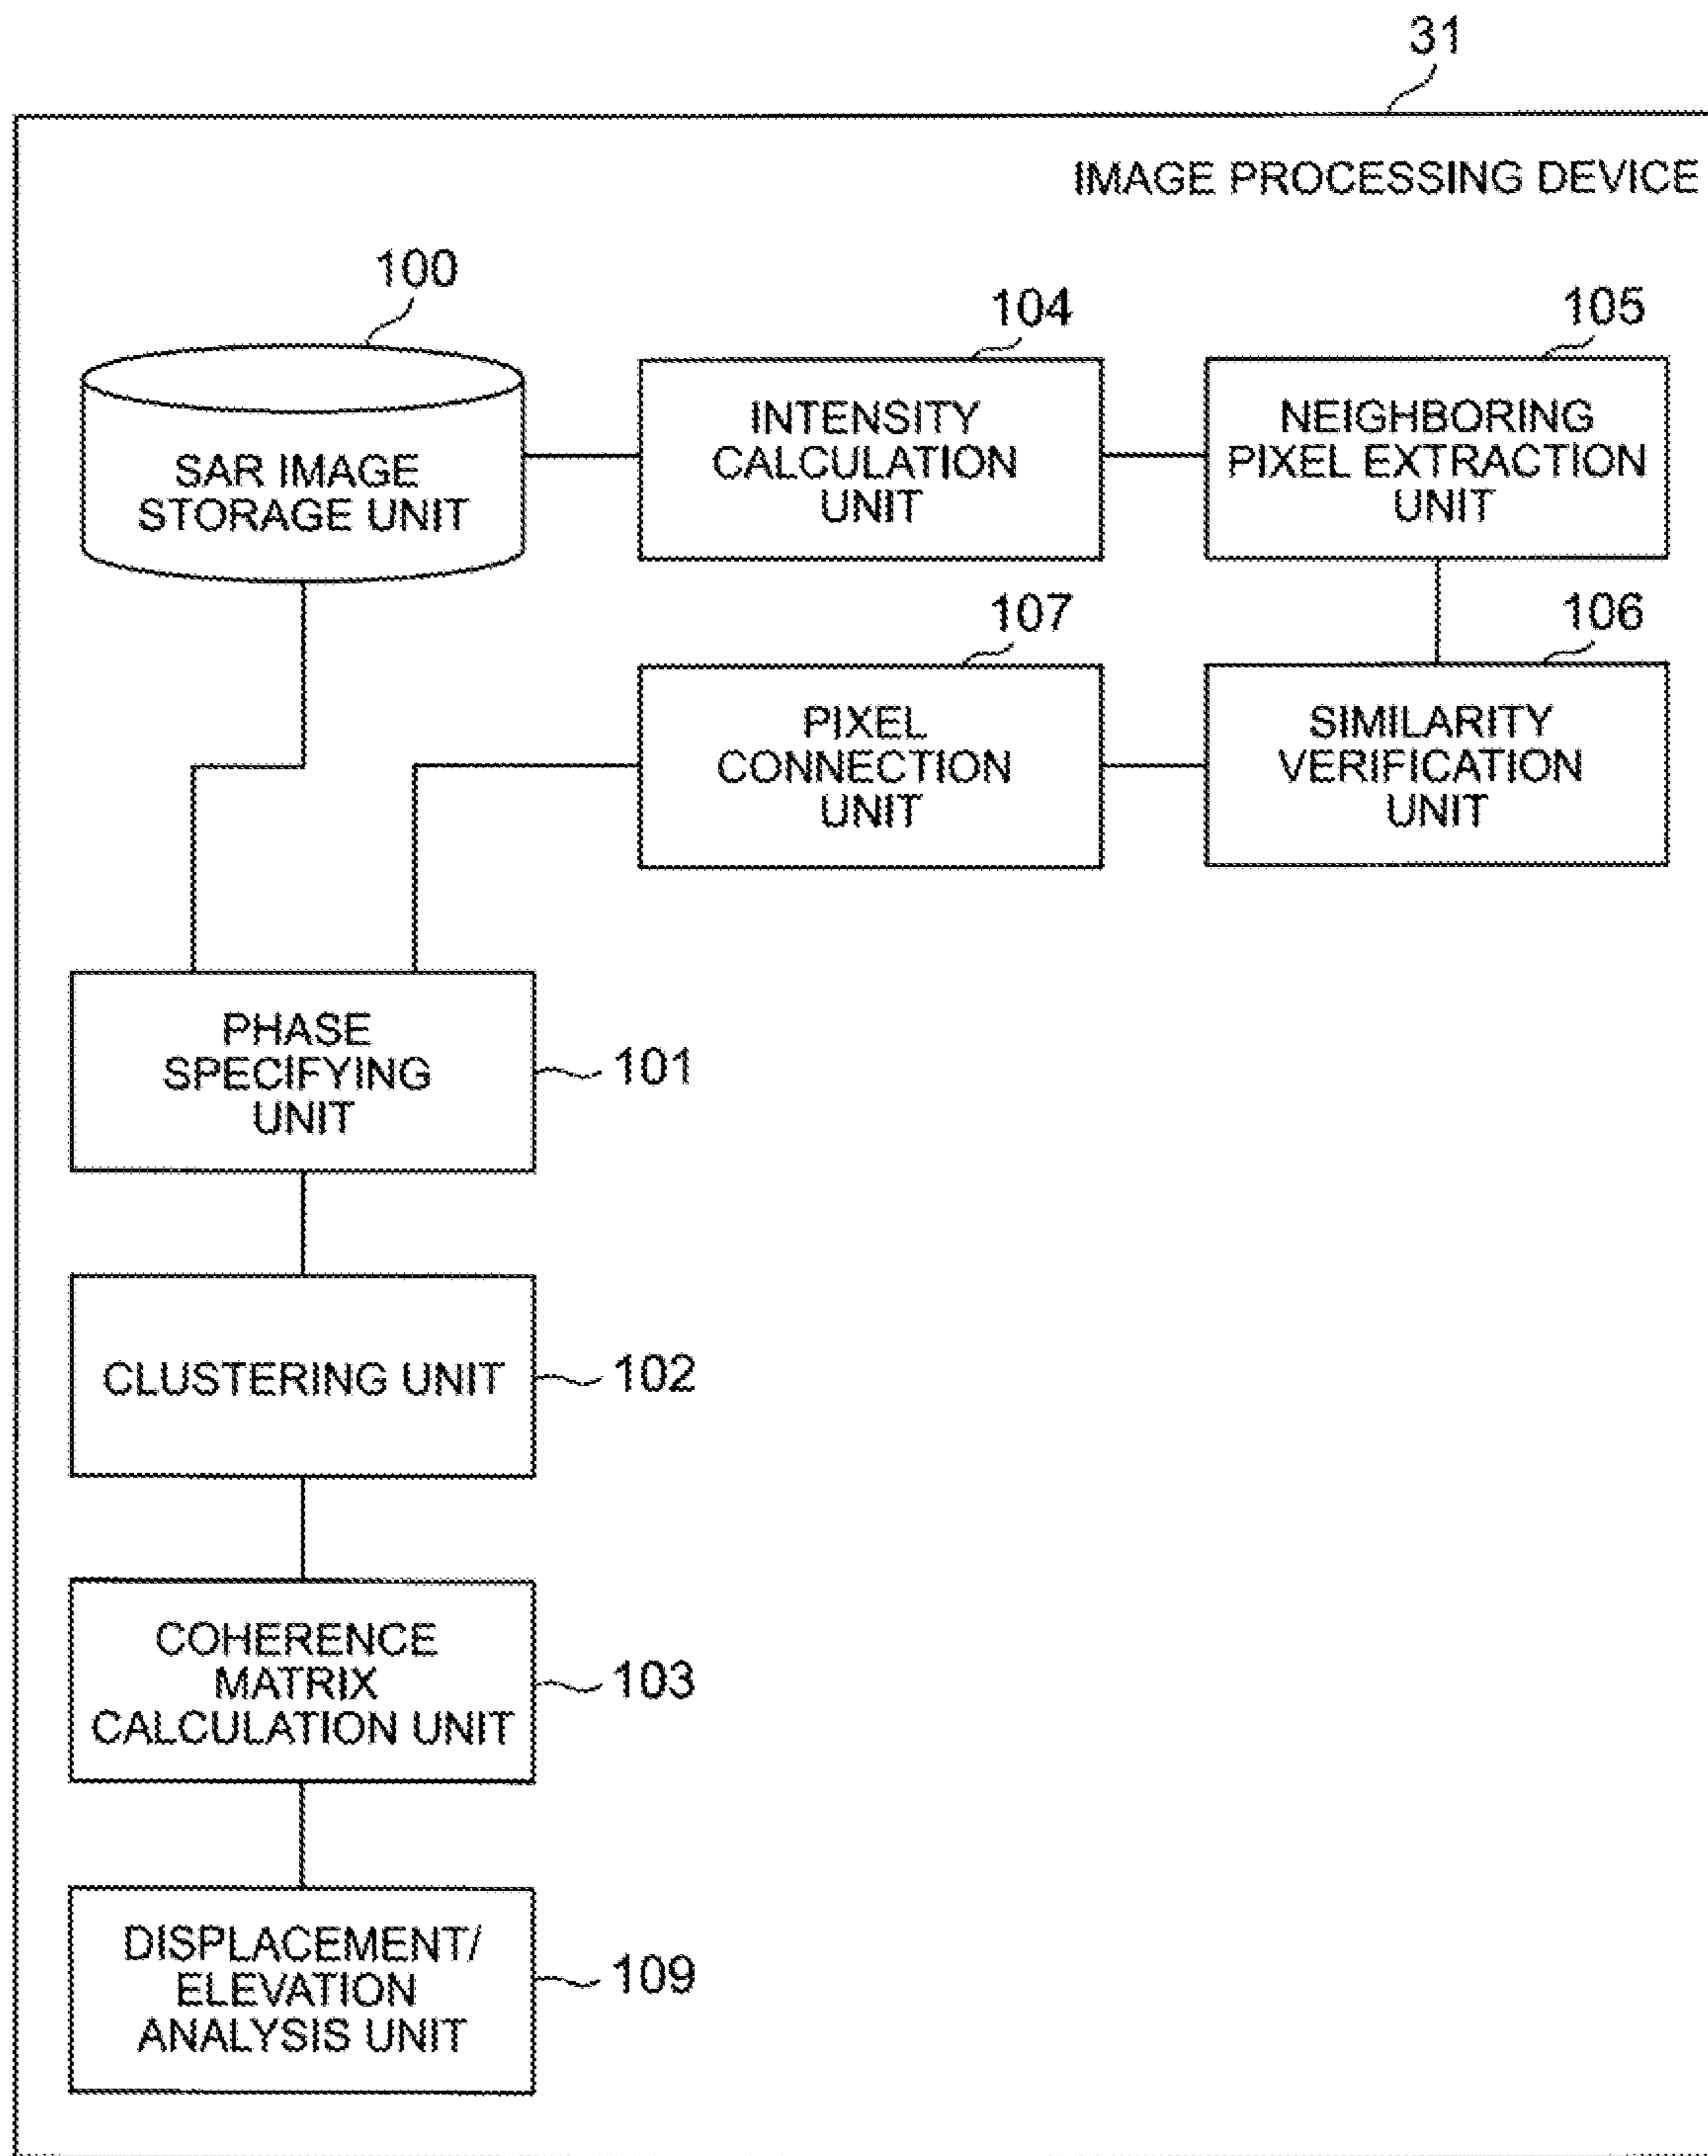 31
IMAGE PROCESSING DEVICE
100
104
105
SAR IMAGE
STORAGE UNIT
INTENSITY
CALCULATION
UNIT
NEIGHBORING
PIXEL EXTRACTION
UNIT
107
106
PIXEL
CONNECTION
UNIT
SIMILARITY
VERIFICATION
UNIT
PHASE
SPECIFYING
UNIT
101
CLUSTERING UNIT
102
COHERENCE
MATRIX
CALCULATION UNIT
103
DISPLACEMENT/
ELEVATION
ANALYSIS UNIT
109